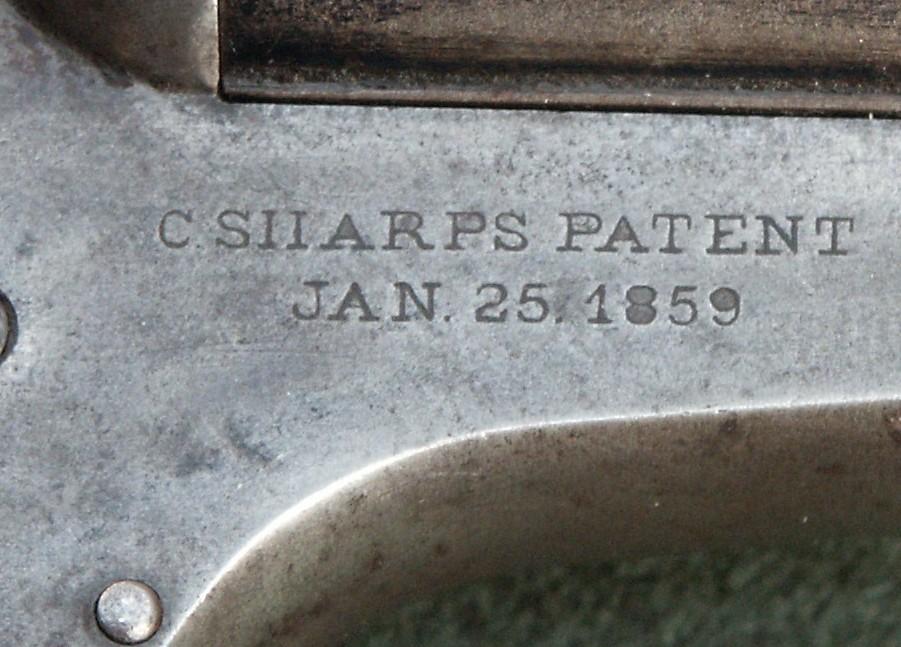 C. SHARPS PATENT
JAN. 25. 1859